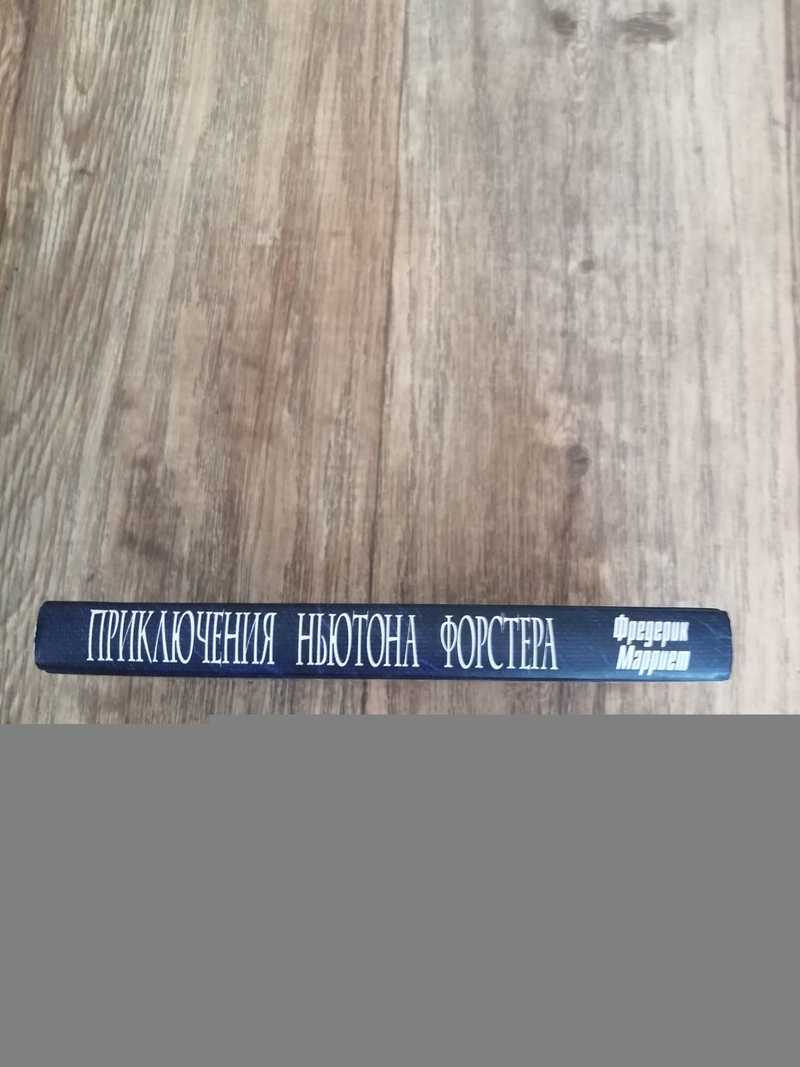 ПРИКЛЮЧЕНИЯ НЬЮТОНА ФОРСТЕРА
Фредерик
Марриет